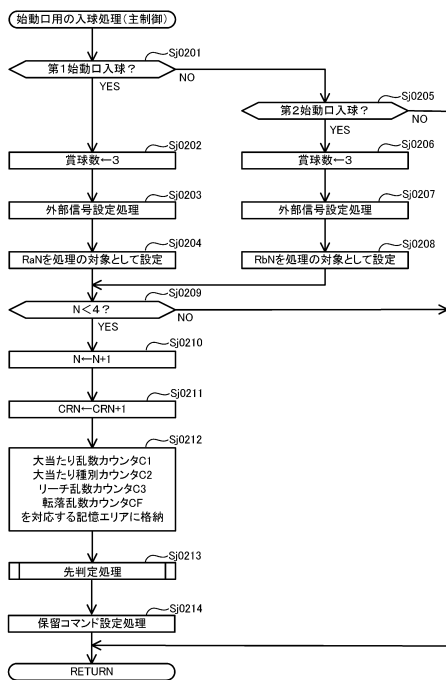 始動口用の入球処理(主制御)
Sj0201
第1始動口入球?
NO
YES
Sj0205
第2始動口入球?
NO
YES
Sj0202
賞球数←3
Sj0206
賞球数←3
Sj0203
外部信号設定処理
Sj0207
外部信号設定処理
Sj0204
RaNを処理の対象として設定
Sj0208
RbNを処理の対象として設定
Sj0209
N<4?
NO
YES
Sj0210
N←N+1
Sj0211
CRN←CRN+1
Sj0212
大当たり乱数カウンタC1
大当たり種別カウンタC2
リーチ乱数カウンタC3
転落乱数カウンタCF
を対応する記憶エリアに格納
Sj0213
先判定処理
Sj0214
保留コマンド設定処理
RETURN